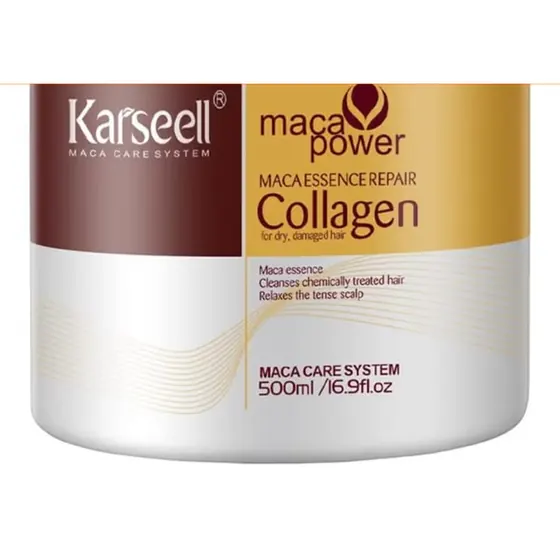 Karseell®
MACA CARE SYSTEM
maca
power
MACA ESSENCE REPAIR
Collagen
for dry, damaged hair
Maca essence
Cleanses chemically treated hair
Relaxes the tense scalp
MACA CARE SYSTEM
500ml /16.9fl.oz